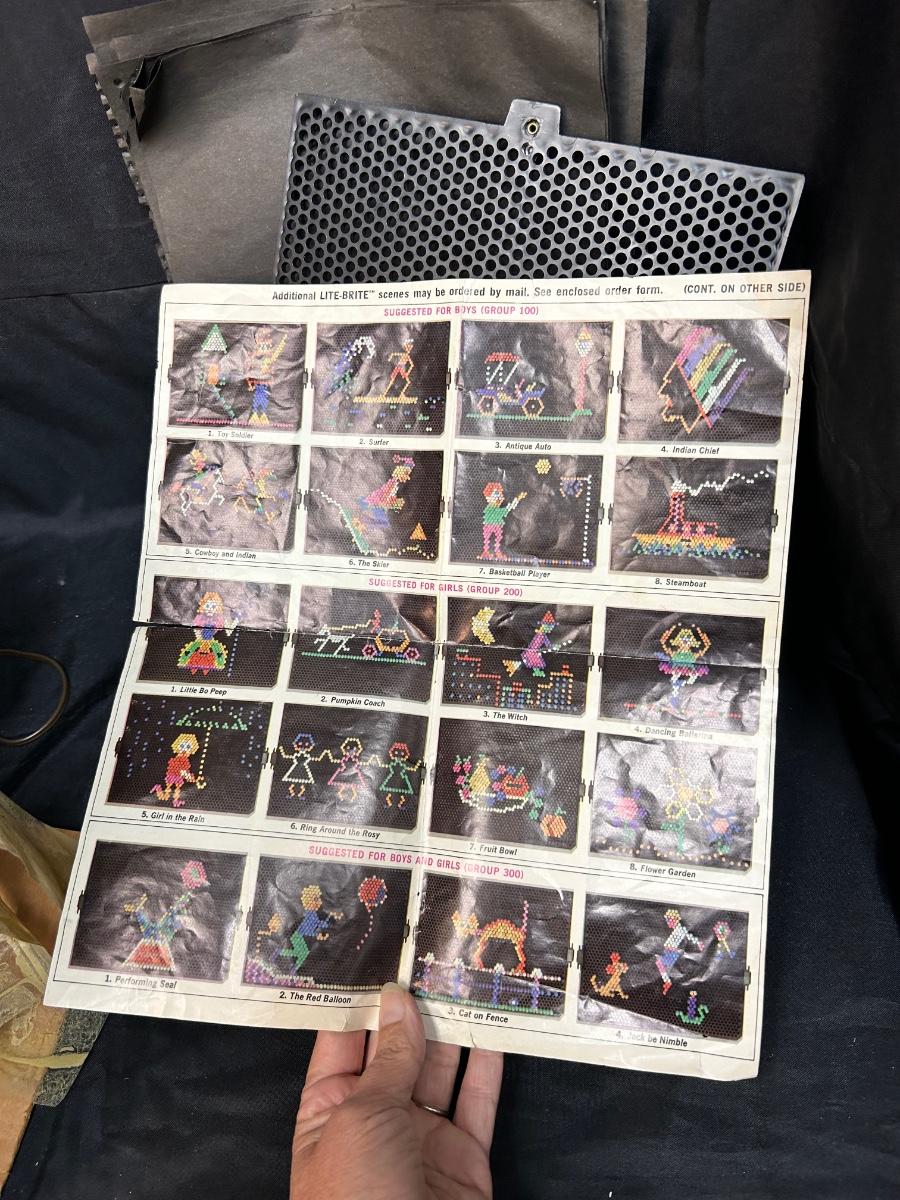 Additional LITE-BRITE™ scenes may be ordered by mail. See enclosed order form. (CONT. ON OTHER SIDE)
SUGGESTED FOR BOYS (GROUP 100)
1. Toy Soldier
2. Surfer
3. Antique Auto
4. Indian Chief
5. Cowboy and Indian
6. The Skier
7. Basketball Player
8. Steamboat
SUGGESTED FOR GIRLS (GROUP 200)
1. Little Bo Peep
2. Pumpkin Coach
3. The Witch
4. Dancing Ballerina
5. Girl in the Rain
6. Ring Around the Rosy
7. Fruit Bowl
8. Flower Garden
SUGGESTED FOR BOYS AND GIRLS (GROUP 300)
1. Performing Seal
2. The Red Balloon
3. Cat on Fence
4. Jack be Nimble